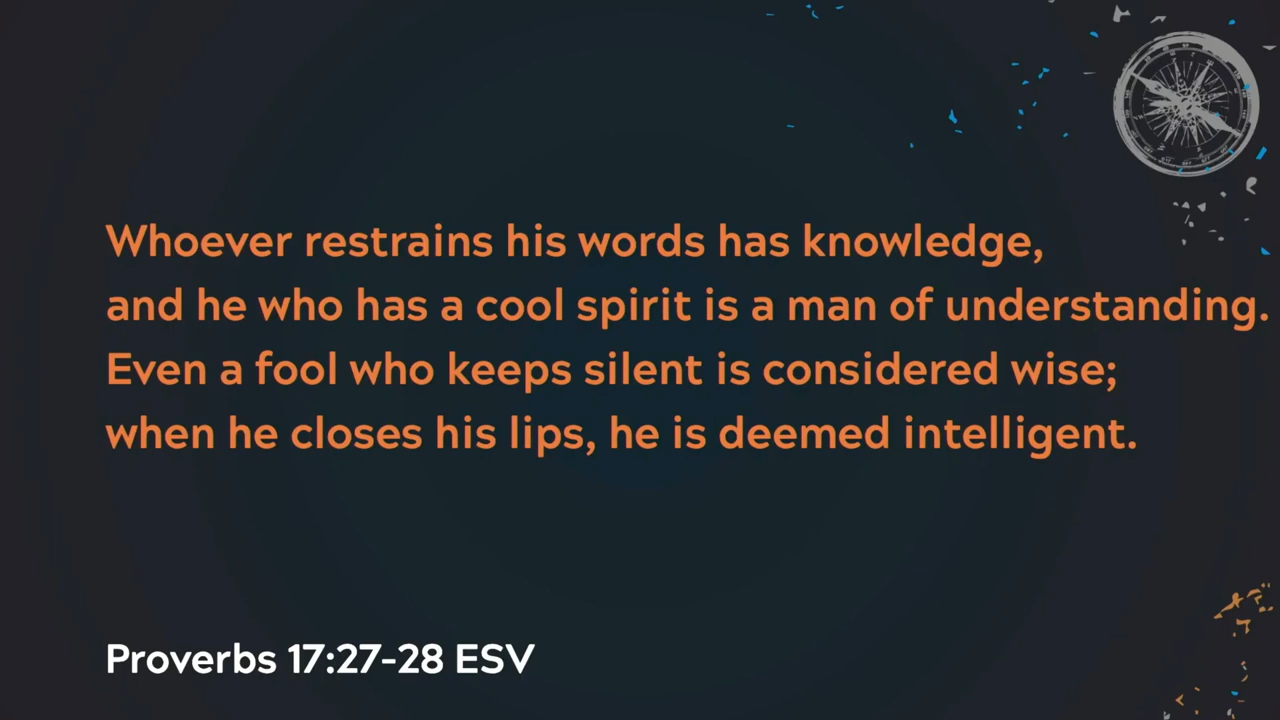 Whoever restrains his words has knowledge,
and he who has a cool spirit is a man of understanding.
Even a fool who keeps silent is considered wise;
when he closes his lips, he is deemed intelligent.
Proverbs 17:27-28 ESV